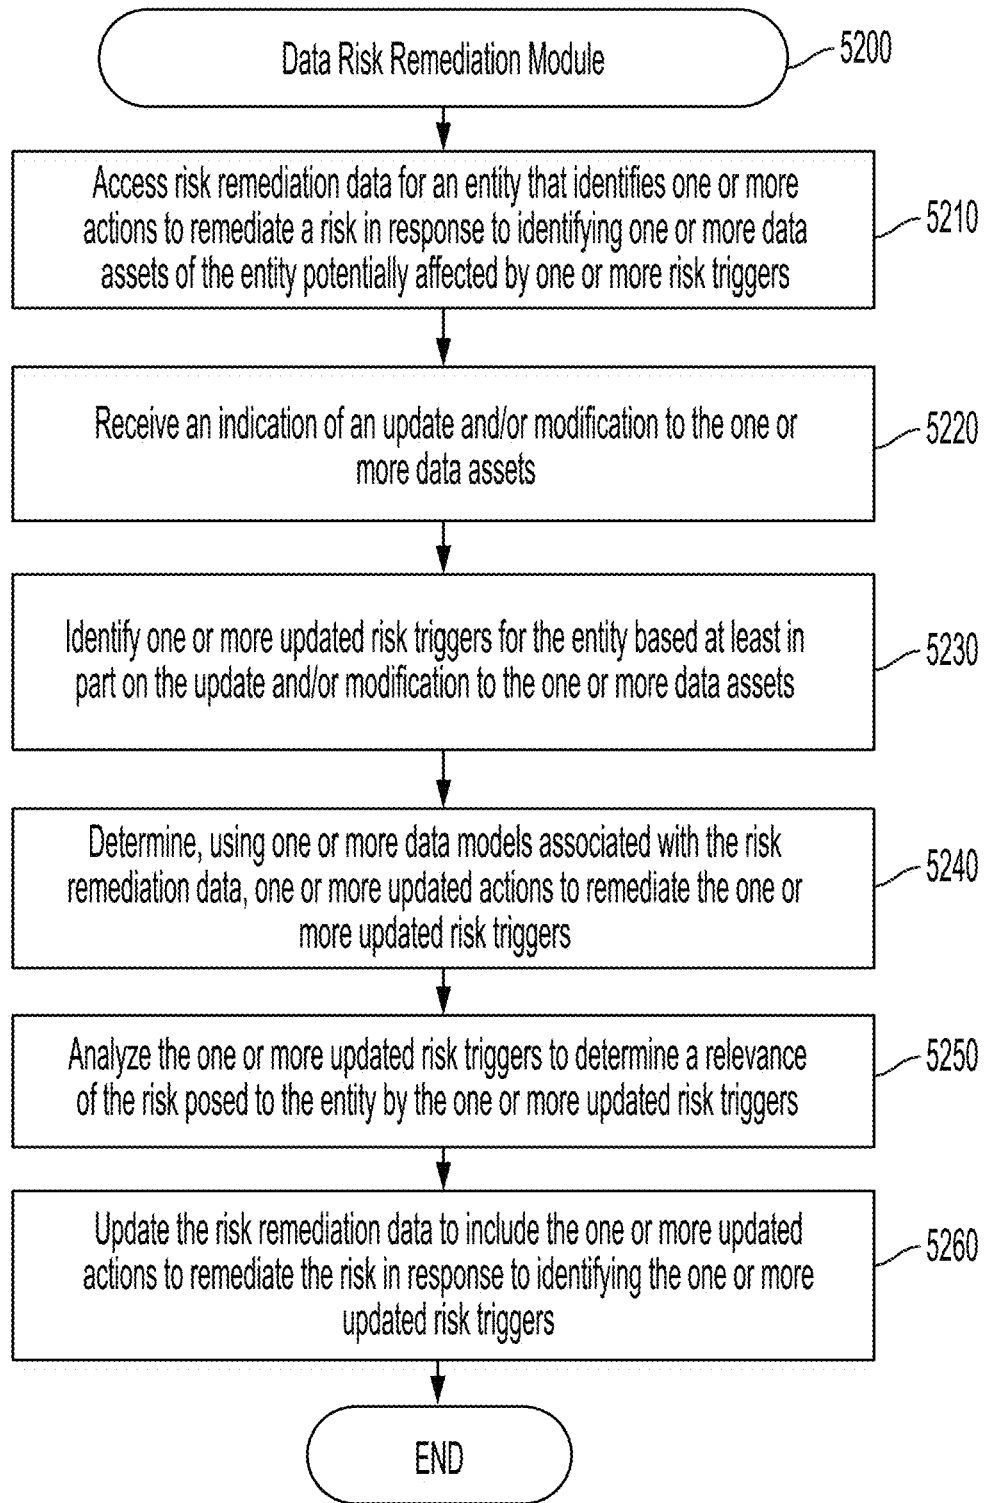 Data Risk Remediation Module
5200
Access risk remediation data for an entity that identifies one or more
actions to remediate a risk in response to identifying one or more data
assets of the entity potentially affected by one or more risk triggers
5210
Receive an indication of an update and/or modification to the one or
more data assets
5220
Identify one or more updated risk triggers for the entity based at least in
part on the update and/or modification to the one or more data assets
5230
Determine, using one or more data models associated with the risk
remediation data, one or more updated actions to remediate the one or
more updated risk triggers
5240
Analyze the one or more updated risk triggers to determine a relevance
of the risk posed to the entity by the one or more updated risk triggers
5250
Update the risk remediation data to include the one or more updated
actions to remediate the risk in response to identifying the one or more
updated risk triggers
5260
END